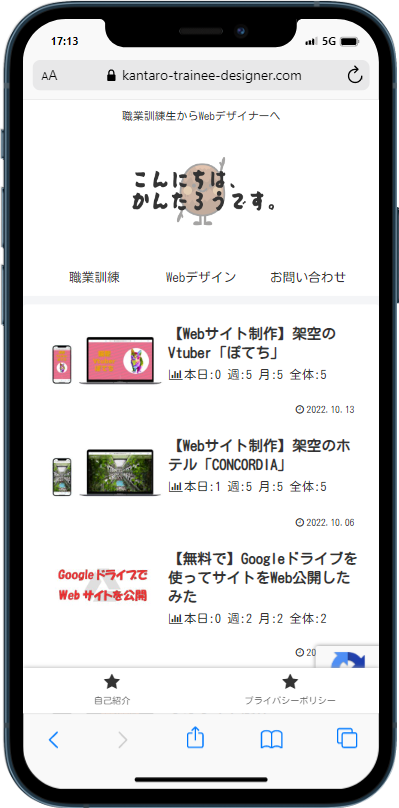 17:13
5G
AA
kantaro-trainee-designer.com
職業訓練生からWebデザイナーへ
こんにちは、
かんたろうです。
職業訓練
Webデザイン
お問い合わせ
【Webサイト制作】架空の
Vtuber「ぽてち」
本日:0 週:5 月:5 全体:5
2022.10.13
【Webサイト制作】架空のホ
テル「CONCORDIA」
本日:1 週:5 月:5 全体:5
2022.10.06
Googleドライブで
Webサイトを公開
【無料で】Googleドライブを
使ってサイトをWeb公開した
みた
本日:0 週:2 月:2 全体:2
20
自己紹介
プライバシーポリシー